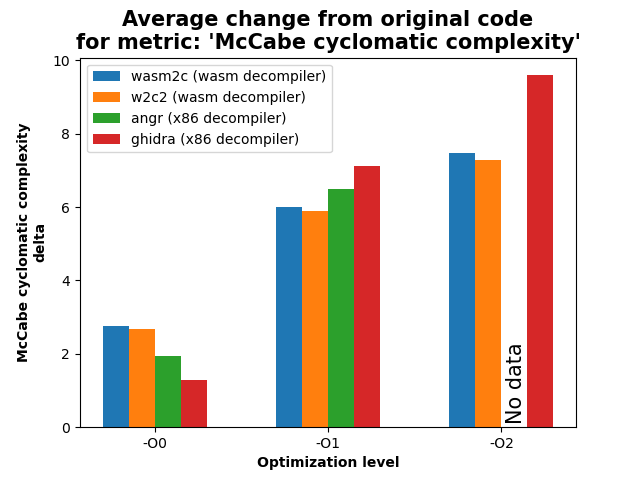 Average change from original code
for metric: 'McCabe cyclomatic complexity'
wasm2c (wasm decompiler)
w2c2 (wasm decompiler)
angr (x86 decompiler)
ghidra (x86 decompiler)
McCabe cyclomatic complexity
delta
10
8
6
4
2
0
No data
-O0
-O1
-O2
Optimization level